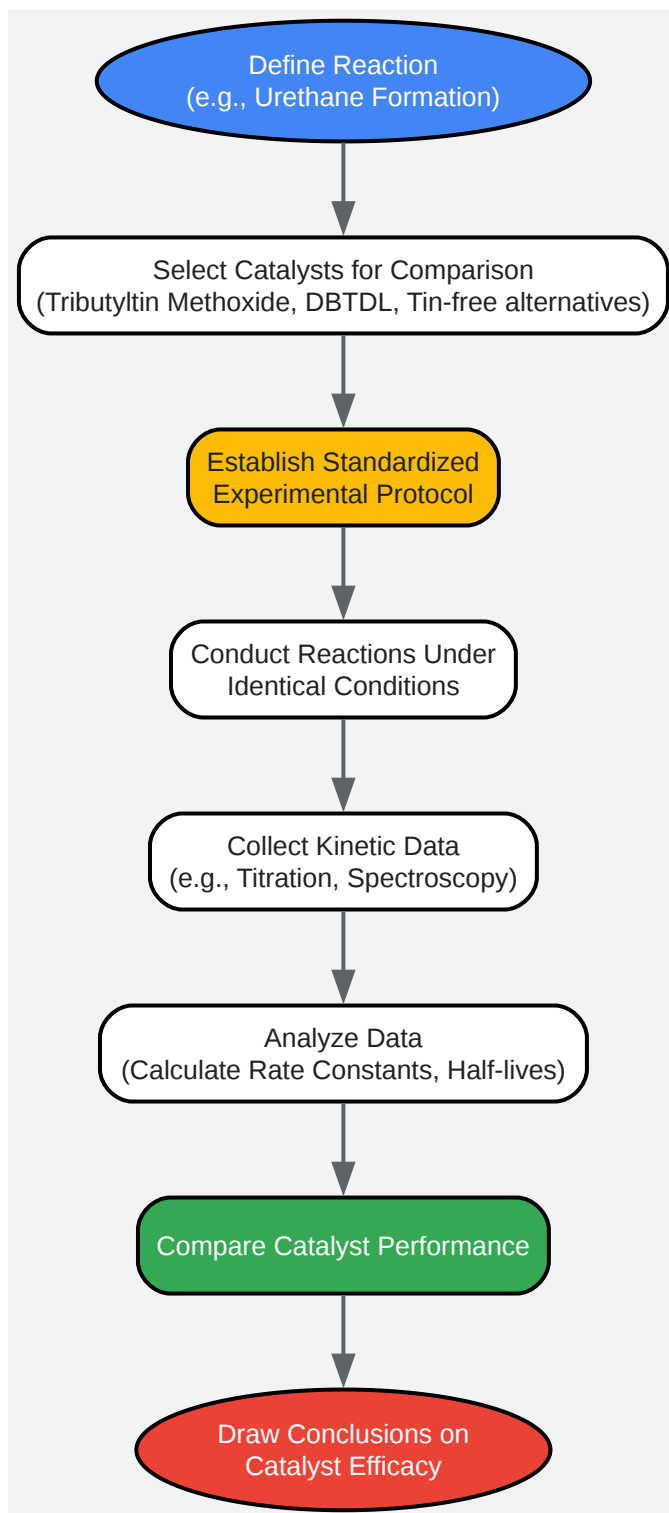 Define Reaction
(e.g., Urethane Formation)
Select Catalysts for Comparison
(Tributyltin Methoxide, DBTDL, Tin-free alternatives)
Establish Standardized
Experimental Protocol
Conduct Reactions Under
Identical Conditions
Collect Kinetic Data
(e.g., Titration, Spectroscopy)
Analyze Data
(Calculate Rate Constants, Half-lives)
Compare Catalyst Performance
Draw Conclusions on
Catalyst Efficacy